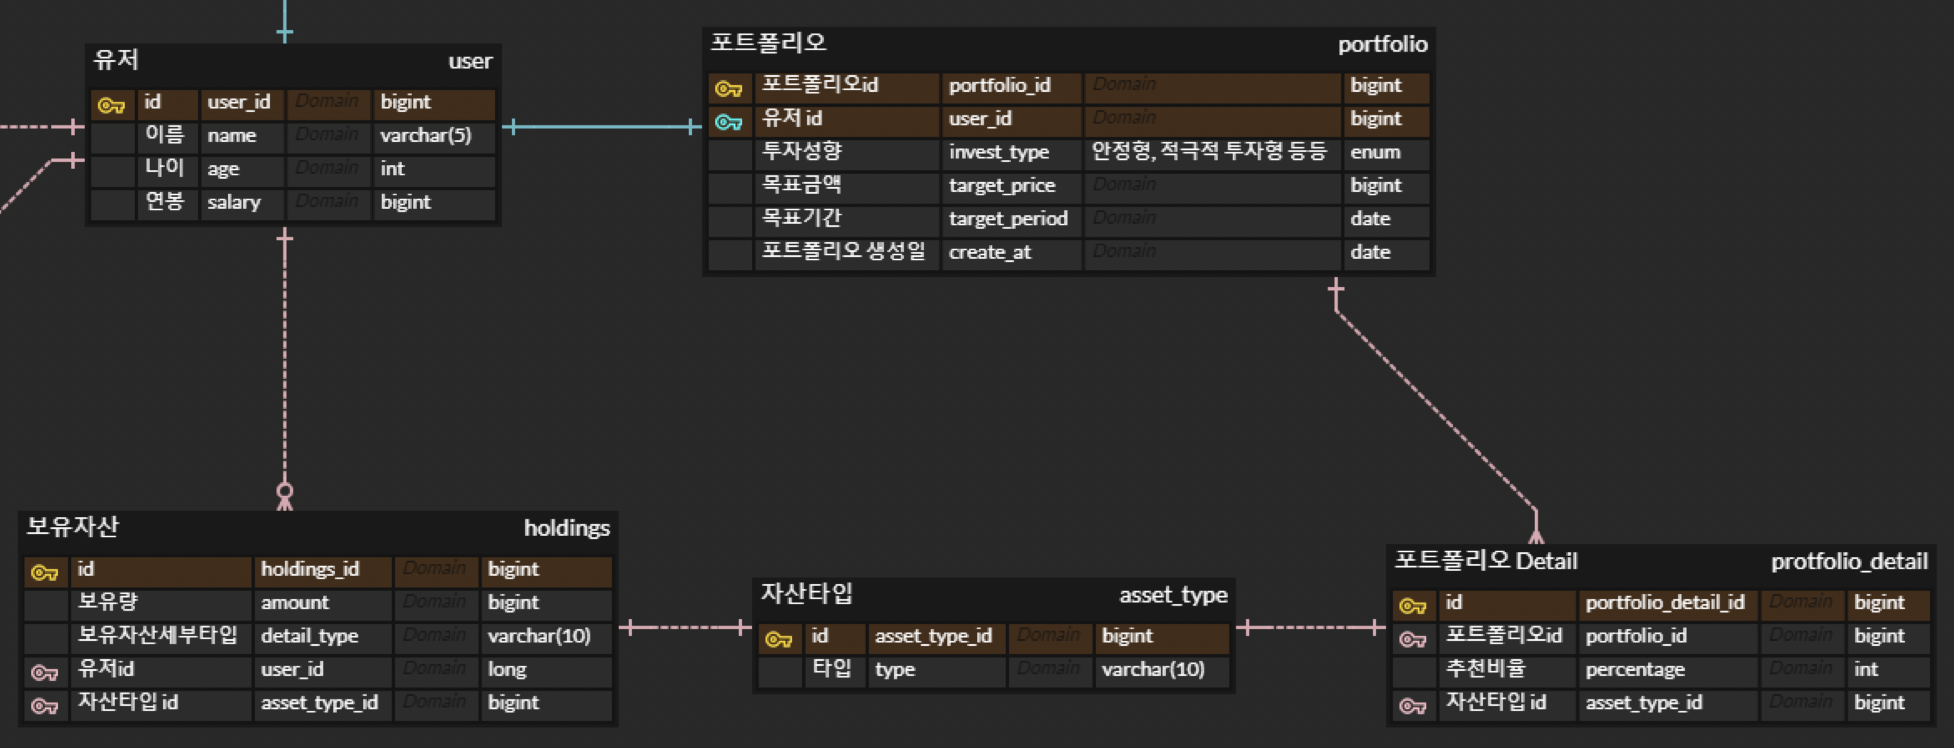 유저 user
id user_id Domain bigint
이름 name Domain varchar(5)
나이 age Domain int
연봉 salary Domain bigint
포트폴리오 portfolio
포트폴리오id portfolio_id Domain bigint
유저 id user_id Domain bigint
투자성향 invest_type 안정형, 적극적 투자형 등등 enum
목표금액 target_price Domain bigint
목표기간 target_period Domain date
포트폴리오 생성일 create_at Domain date
보유자산 holdings
id holdings_id Domain bigint
보유량 amount Domain bigint
보유자산세부타입 detail_type Domain varchar(10)
유저id user_id Domain long
자산타입 id asset_type_id Domain bigint
자산타입 asset_type
id asset_type_id Domain bigint
타입 type Domain varchar(10)
포트폴리오 Detail protfolio_detail
id portfolio_detail_id Domain bigint
포트폴리오id portfolio_id Domain bigint
추천비율 percentage Domain int
자산타입 id asset_type_id Domain bigint